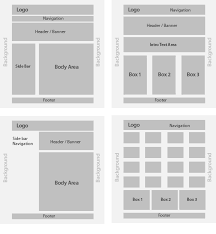 Logo
Navigation
Header / Banner
Side Bar
Body Area
Footer
Background
Background
Logo
Navigation
Header / Banner
Intro Text Area
Box 1
Box 2
Box 3
Footer
Background
Background
Logo
Side bar
Navigation
Header / Banner
Body Area
Footer
Background
Background
Logo
Navigation
Box 1
Box 2
Box 3
Footer
Background
Background